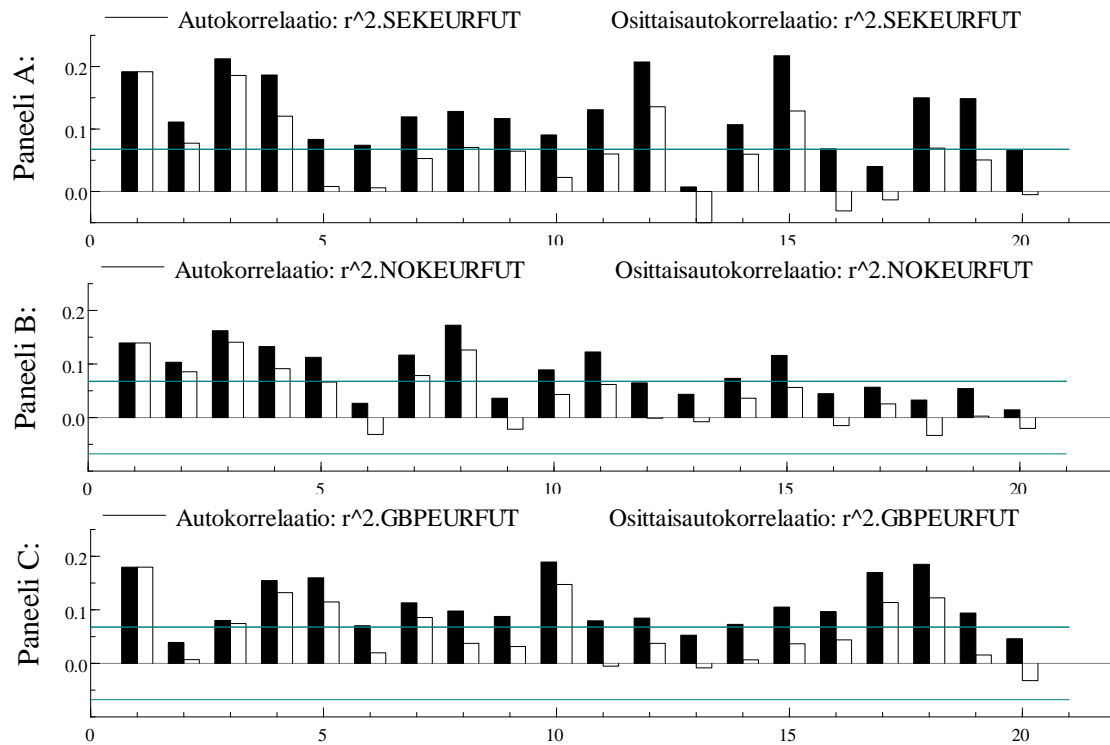 Autokorrelaatio: r^2.SEKEURFUT Osittaisautokorrelaatio: r^2.SEKEURFUT
Paneeli A:
0.2
0.1
0.0
0 5 10 15 20
Autokorrelaatio: r^2.NOKEURFUT Osittaisautokorrelaatio: r^2.NOKEURFUT
Paneeli B:
0.2
0.1
0.0
0 5 10 15 20
Autokorrelaatio: r^2.GBPEURFUT Osittaisautokorrelaatio: r^2.GBPEURFUT
Paneeli C:
0.2
0.1
0.0
0 5 10 15 20